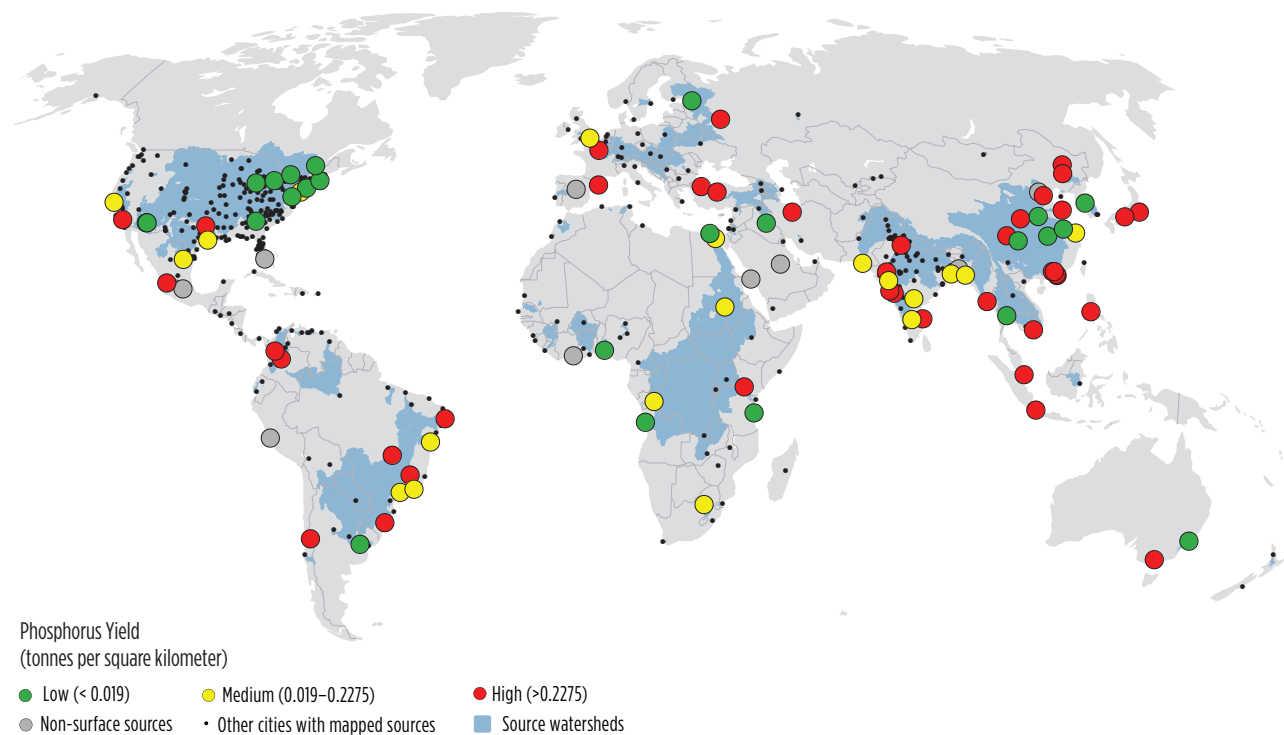 Phosphorus Yield
(tonnes per square kilometer)
Low (< 0.019)
Medium (0.019–0.2275)
High (>0.2275)
Non-surface sources
Other cities with mapped sources
Source watersheds